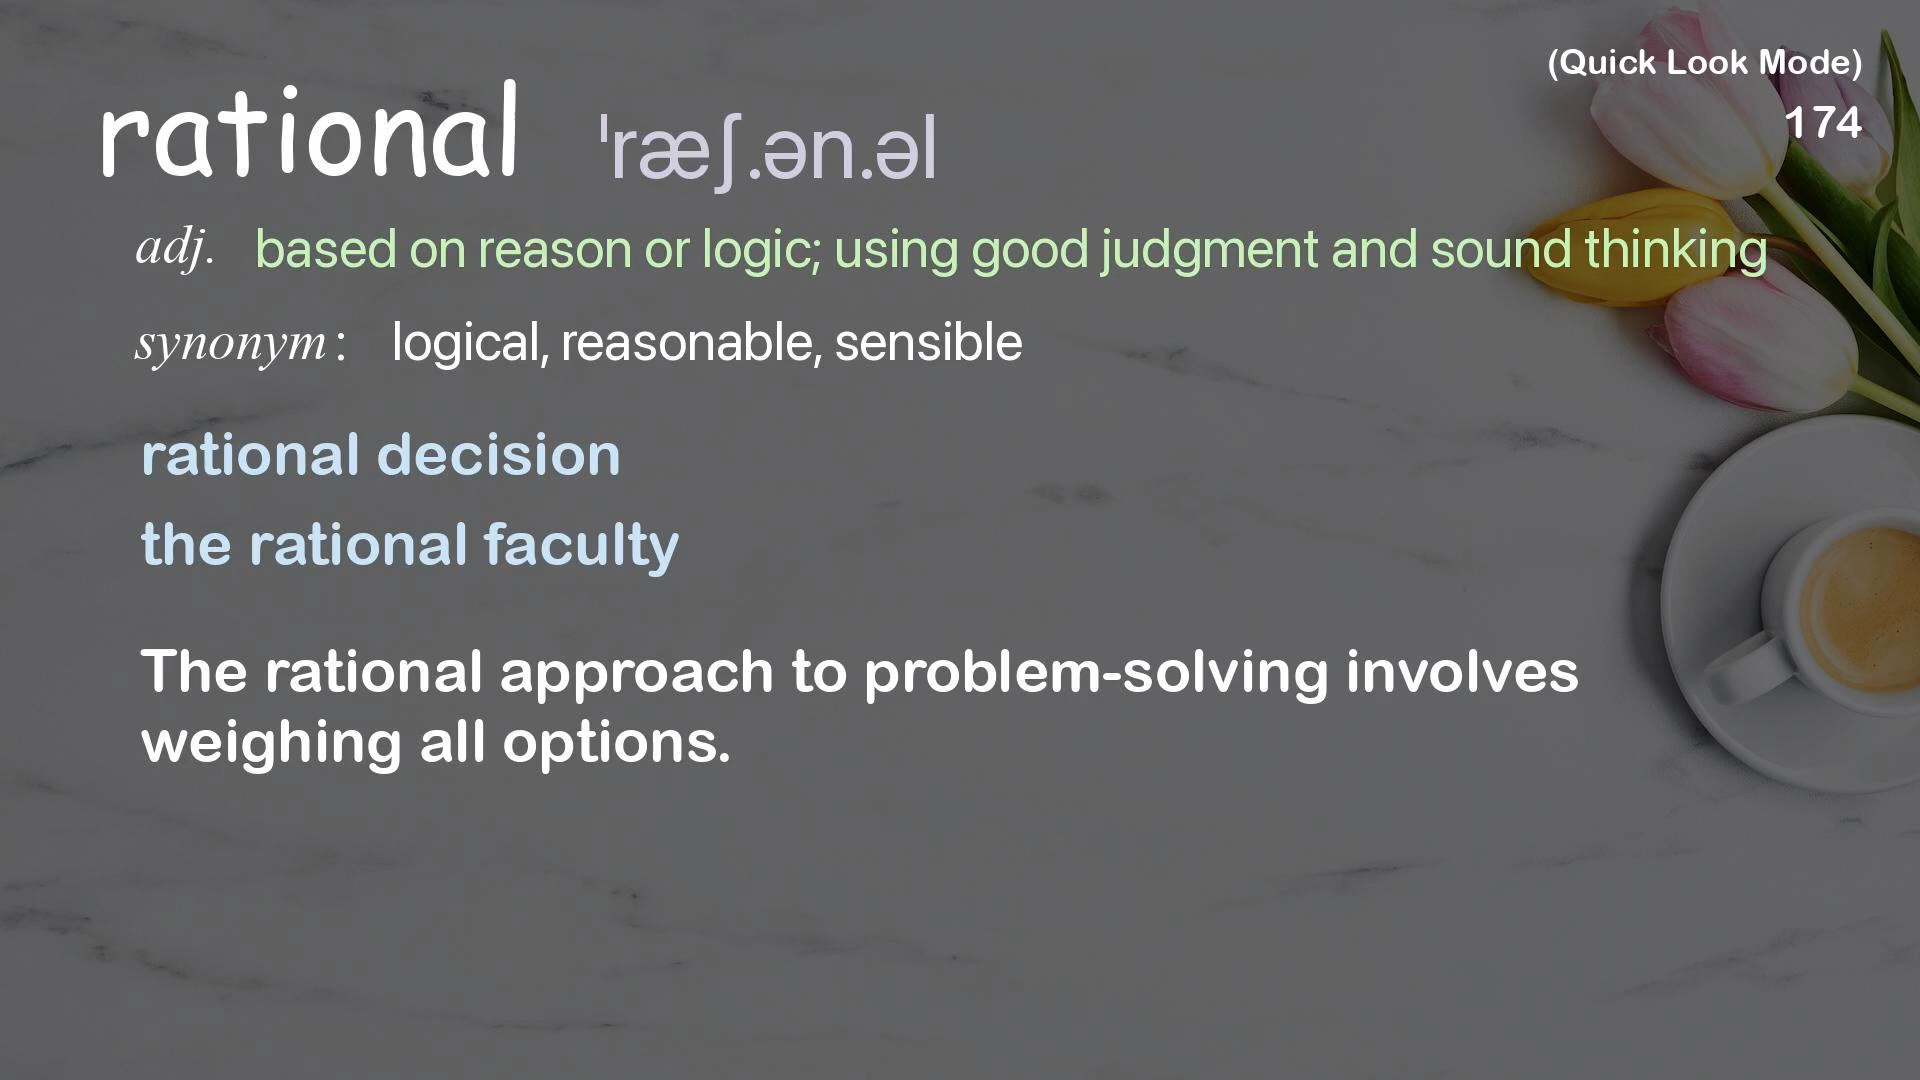 (Quick Look Mode)
174
rational ˈræʃ.ən.əl
adj. based on reason or logic; using good judgment and sound thinking
synonym: logical, reasonable, sensible
rational decision
the rational faculty
The rational approach to problem-solving involves
weighing all options.